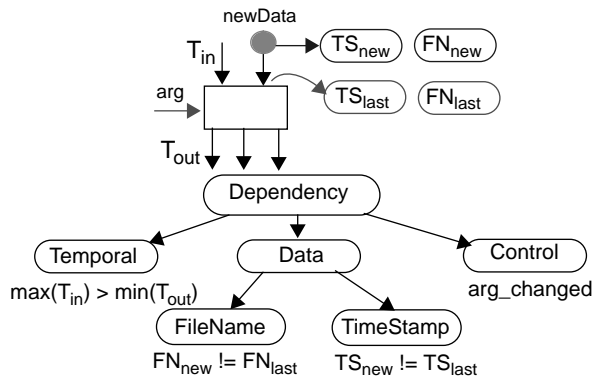 newData
T_in
TS_new FN_new
arg
TS_last FN_last
T_out
Dependency
Temporal Data Control
max(T_in) > min(T_out)
arg_changed
FileName TimeStamp
FN_new != FN_last TS_new != TS_last